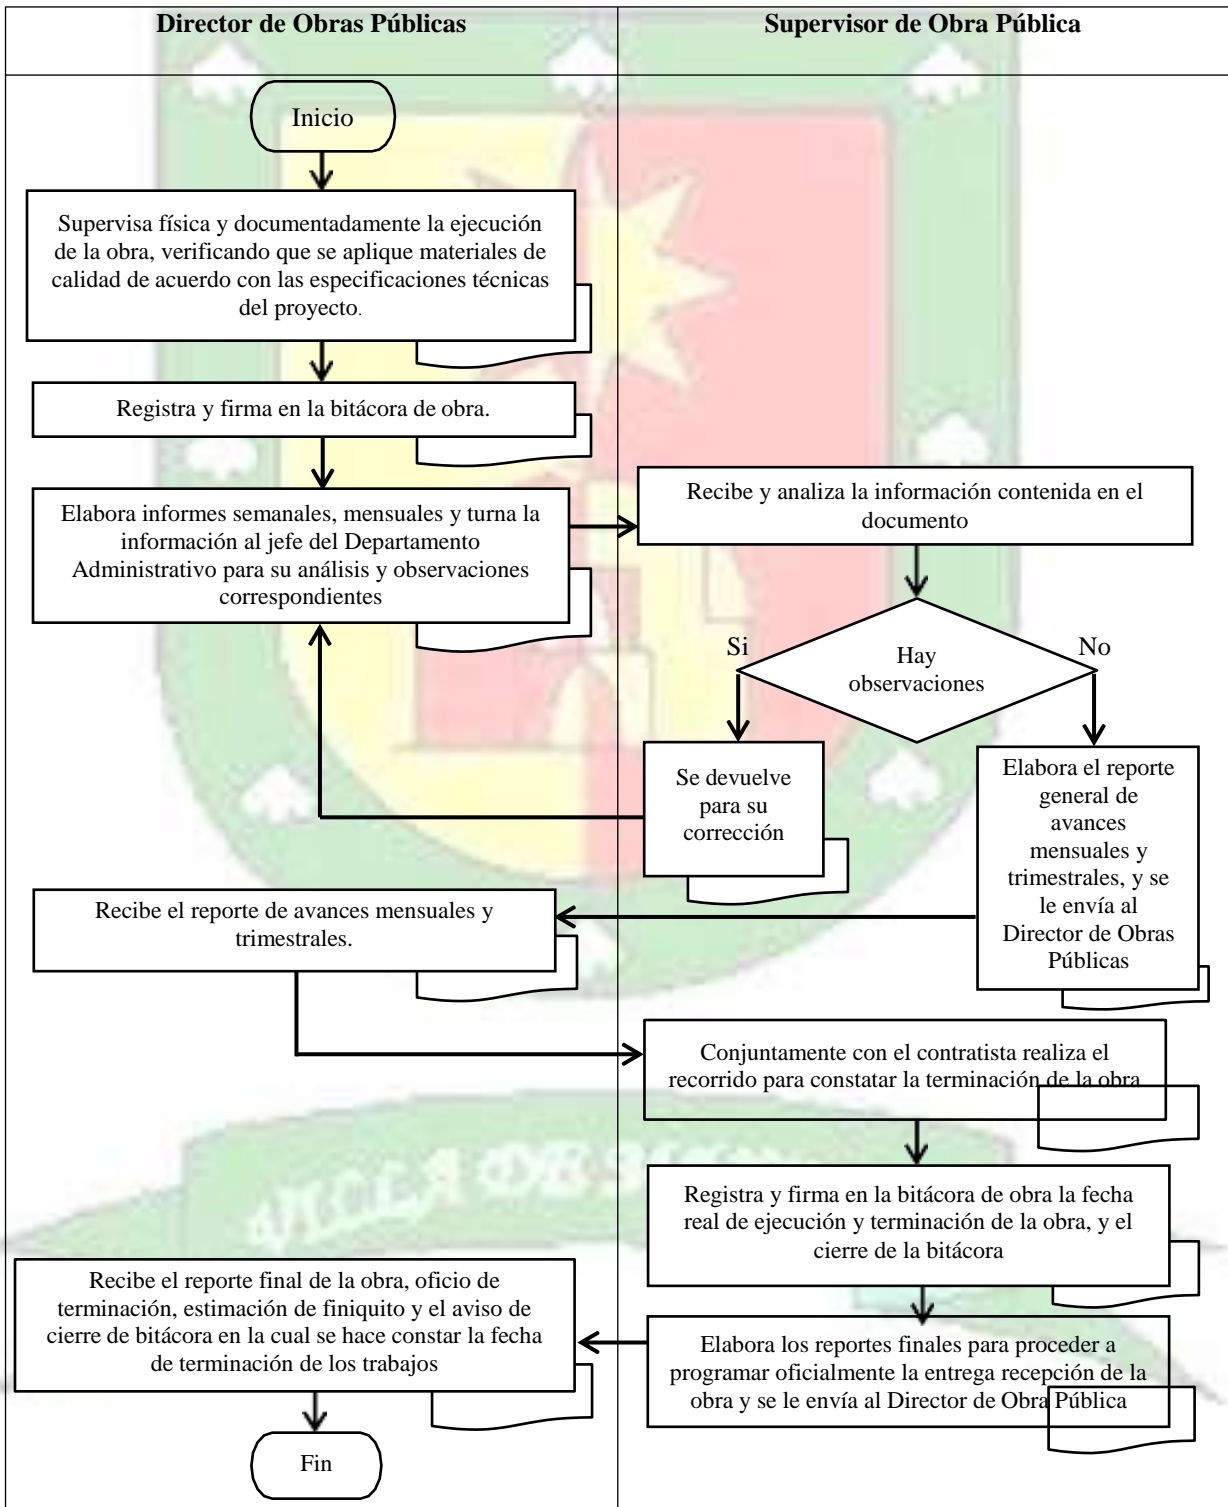 Director de Obras Públicas
Supervisor de Obra Pública
Inicio
Supervisa física y documentadamente la ejecución
de la obra, verificando que se aplique materiales de
calidad de acuerdo con las especificaciones técnicas
del proyecto.
Registra y firma en la bitácora de obra.
Elabora informes semanales, mensuales y turna la
información al jefe del Departamento
Administrativo para su análisis y observaciones
correspondientes
Recibe y analiza la información contenida en el
documento
Hay
observaciones
Si
No
Se devuelve
para su
corrección
Elabora el reporte
general de
avances
mensuales y
trimestrales, y se
le envía al
Director de Obras
Públicas
Recibe el reporte de avances mensuales y
trimestrales.
Conjuntamente con el contratista realiza el
recorrido para constatar la terminación de la obra
Registra y firma en la bitácora de obra la fecha
real de ejecución y terminación de la obra, y el
cierre de la bitácora
Elabora los reportes finales para proceder a
programar oficialmente la entrega recepción de la
obra y se le envía al Director de Obra Pública
Recibe el reporte final de la obra, oficio de
terminación, estimación de finiquito y el aviso de
cierre de bitácora en la cual se hace constar la fecha
de terminación de los trabajos
Fin